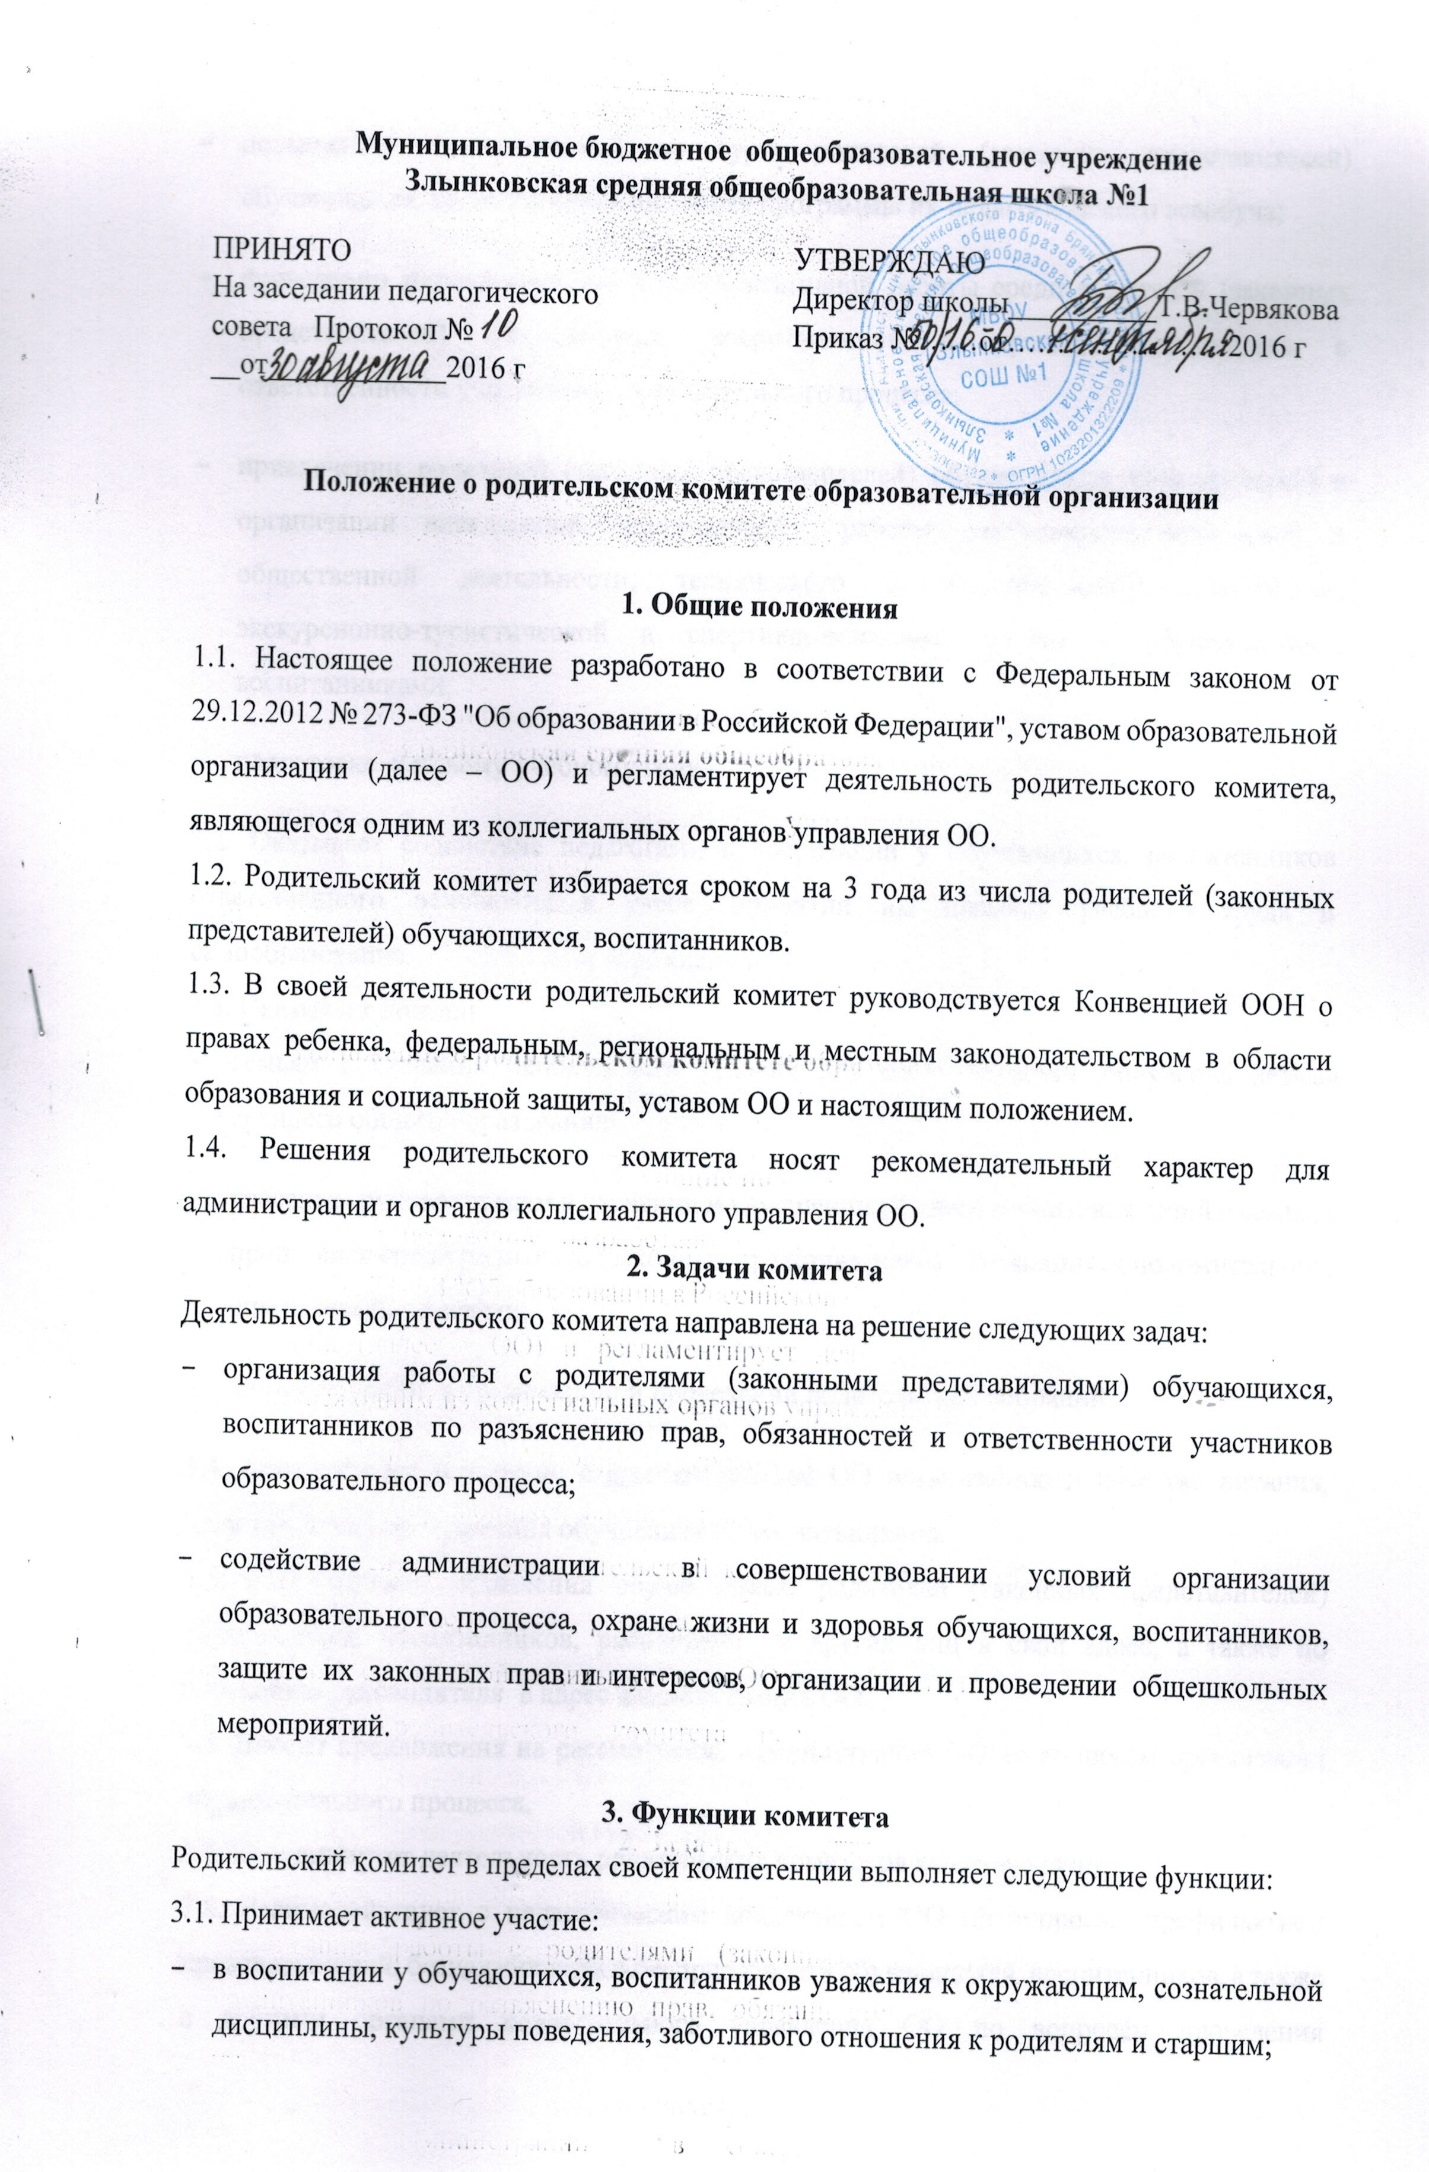 Муниципальное бюджетное общеобразовательное учреждение
Злынковская средняя общеобразовательная школа №1
ПРИНЯТО
На заседании педагогического
совета Протокол № 10
от 30 августа 2016 г
УТВЕРЖДАЮ
Директор школы Г.В.Червякова
Приказ № от сентября 2016 г
МБОУ
Злынковская
СОШ №1
ОГРН 1023201322209
Положение о родительском комитете образовательной организации
1. Общие положения
1.1. Настоящее положение разработано в соответствии с Федеральным законом от
29.12.2012 № 273-ФЗ "Об образовании в Российской Федерации", уставом образовательной
организации (далее – ОО) и регламентирует деятельность родительского комитета,
являющегося одним из коллегиальных органов управления ОО.
1.2. Родительский комитет избирается сроком на 3 года из числа родителей (законных
представителей) обучающихся, воспитанников.
1.3. В своей деятельности родительский комитет руководствуется Конвенцией ООН о
правах ребенка, федеральным, региональным и местным законодательством в области
образования и социальной защиты, уставом ОО и настоящим положением.
1.4. Решения родительского комитета носят рекомендательный характер для
администрации и органов коллегиального управления ОО.
2. Задачи комитета
Деятельность родительского комитета направлена на решение следующих задач:
– организация работы с родителями (законными представителями) обучающихся,
воспитанников по разъяснению прав, обязанностей и ответственности участников
образовательного процесса;
– содействие администрации в совершенствовании условий организации
образовательного процесса, охране жизни и здоровья обучающихся, воспитанников,
защите их законных прав и интересов, организации и проведении общешкольных
мероприятий.
3. Функции комитета
Родительский комитет в пределах своей компетенции выполняет следующие функции:
3.1. Принимает активное участие:
– в воспитании у обучающихся, воспитанников уважения к окружающим, сознательной
дисциплины, культуры поведения, заботливого отношения к родителям и старшим;